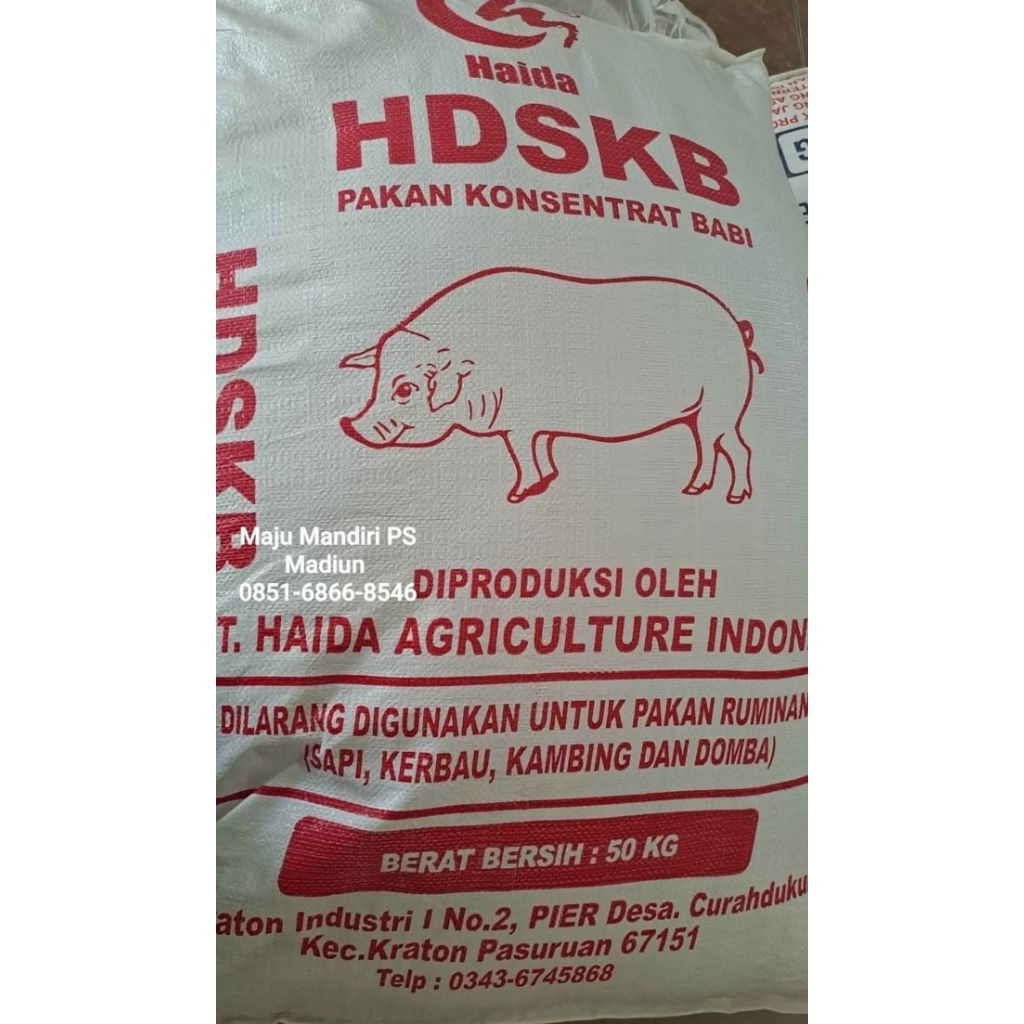 Haida
HDSKB
PAKAN KONSENTRAT BABI
HDSKB
Maju Mandiri PS
Madiun
0851-6866-8546
DIPRODUKSI OLEH
T. HAIDA AGRICULTURE INDON
DILARANG DIGUNAKAN UNTUK PAKAN RUMINAN
(SAPI, KERBAU, KAMBING DAN DOMBA)
BERAT BERSIH : 50 KG
aton Industri I No.2, PIER Desa. Curahduku
Kec.Kraton Pasuruan 67151
Telp : 0343-6745868